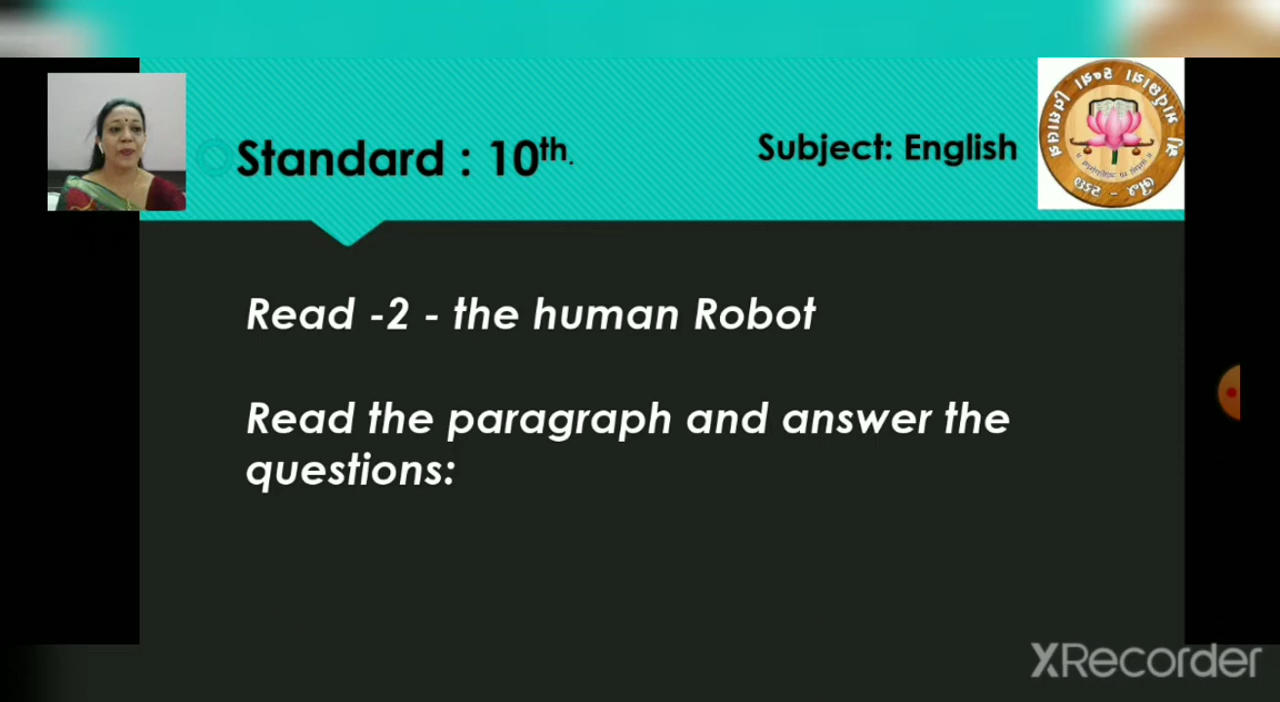 Standard : 10th.
Subject: English
Read -2 - the human Robot
Read the paragraph and answer the
questions:
XRecorder